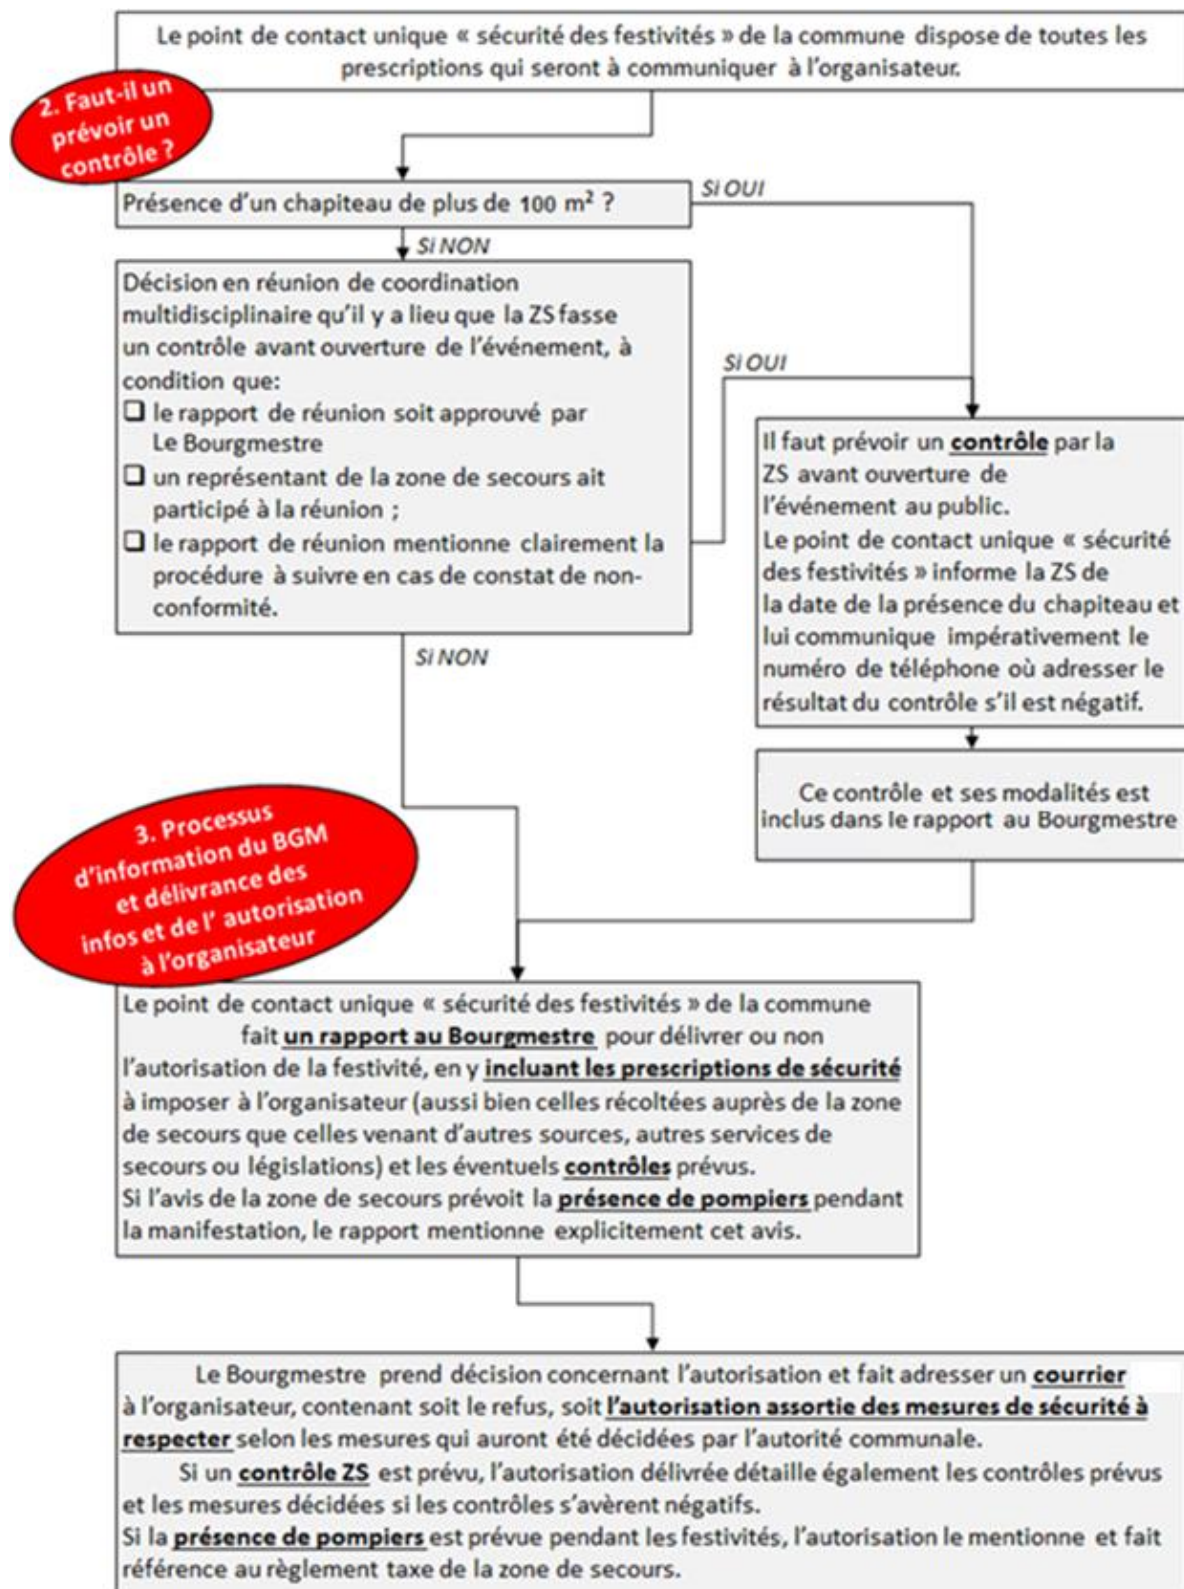 Le point de contact unique « sécurité des festivités » de la commune dispose de toutes les
prescriptions qui seront à communiquer à l'organisateur.
2. Faut-il un
prévoir un
contrôle ?
Présence d'un chapiteau de plus de 100 m² ?
Si OUI
Si NON
Décision en réunion de coordination
multidisciplinaire qu'il y a lieu que la ZS fasse
un contrôle avant ouverture de l'événement, à
condition que:
❑ le rapport de réunion soit approuvé par
Le Bourgmestre
❑ un représentant de la zone de secours ait
participé à la réunion ;
❑ le rapport de réunion mentionne clairement la
procédure à suivre en cas de constat de non-
conformité.
Si OUI
Il faut prévoir un contrôle par la
ZS avant ouverture de
l'événement au public.
Le point de contact unique « sécurité
des festivités » informe la ZS de
la date de la présence du chapiteau et
lui communique impérativement le
numéro de téléphone où adresser le
résultat du contrôle s'il est négatif.
Si NON
Ce contrôle et ses modalités est
inclus dans le rapport au Bourgmestre
3. Processus
d'information du BGM
et délivrance des
infos et de l' autorisation
à l'organisateur
Le point de contact unique « sécurité des festivités » de la commune
fait un rapport au Bourgmestre pour délivrer ou non
l'autorisation de la festivité, en y incluant les prescriptions de sécurité
à imposer à l'organisateur (aussi bien celles récoltées auprès de la zone
de secours que celles venant d'autres sources, autres services de
secours ou législations) et les éventuels contrôles prévus.
Si l'avis de la zone de secours prévoit la présence de pompiers pendant
la manifestation, le rapport mentionne explicitement cet avis.
Le Bourgmestre prend décision concernant l'autorisation et fait adresser un courrier
à l'organisateur, contenant soit le refus, soit l'autorisation assortie des mesures de sécurité à
respecter selon les mesures qui auront été décidées par l'autorité communale.
Si un contrôle ZS est prévu, l'autorisation délivrée détaille également les contrôles prévus
et les mesures décidées si les contrôles s'avèrent négatifs.
Si la présence de pompiers est prévue pendant les festivités, l'autorisation le mentionne et fait
référence au règlement taxe de la zone de secours.